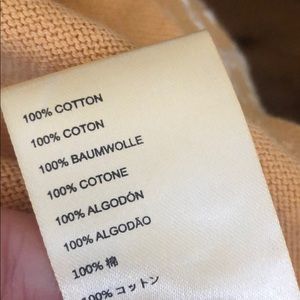 100% COTTON
100% COTON
100% BAUMWOLLE
100% COTONE
100% ALGODÓN
100% ALGODÃO
100% 棉
100% コットン